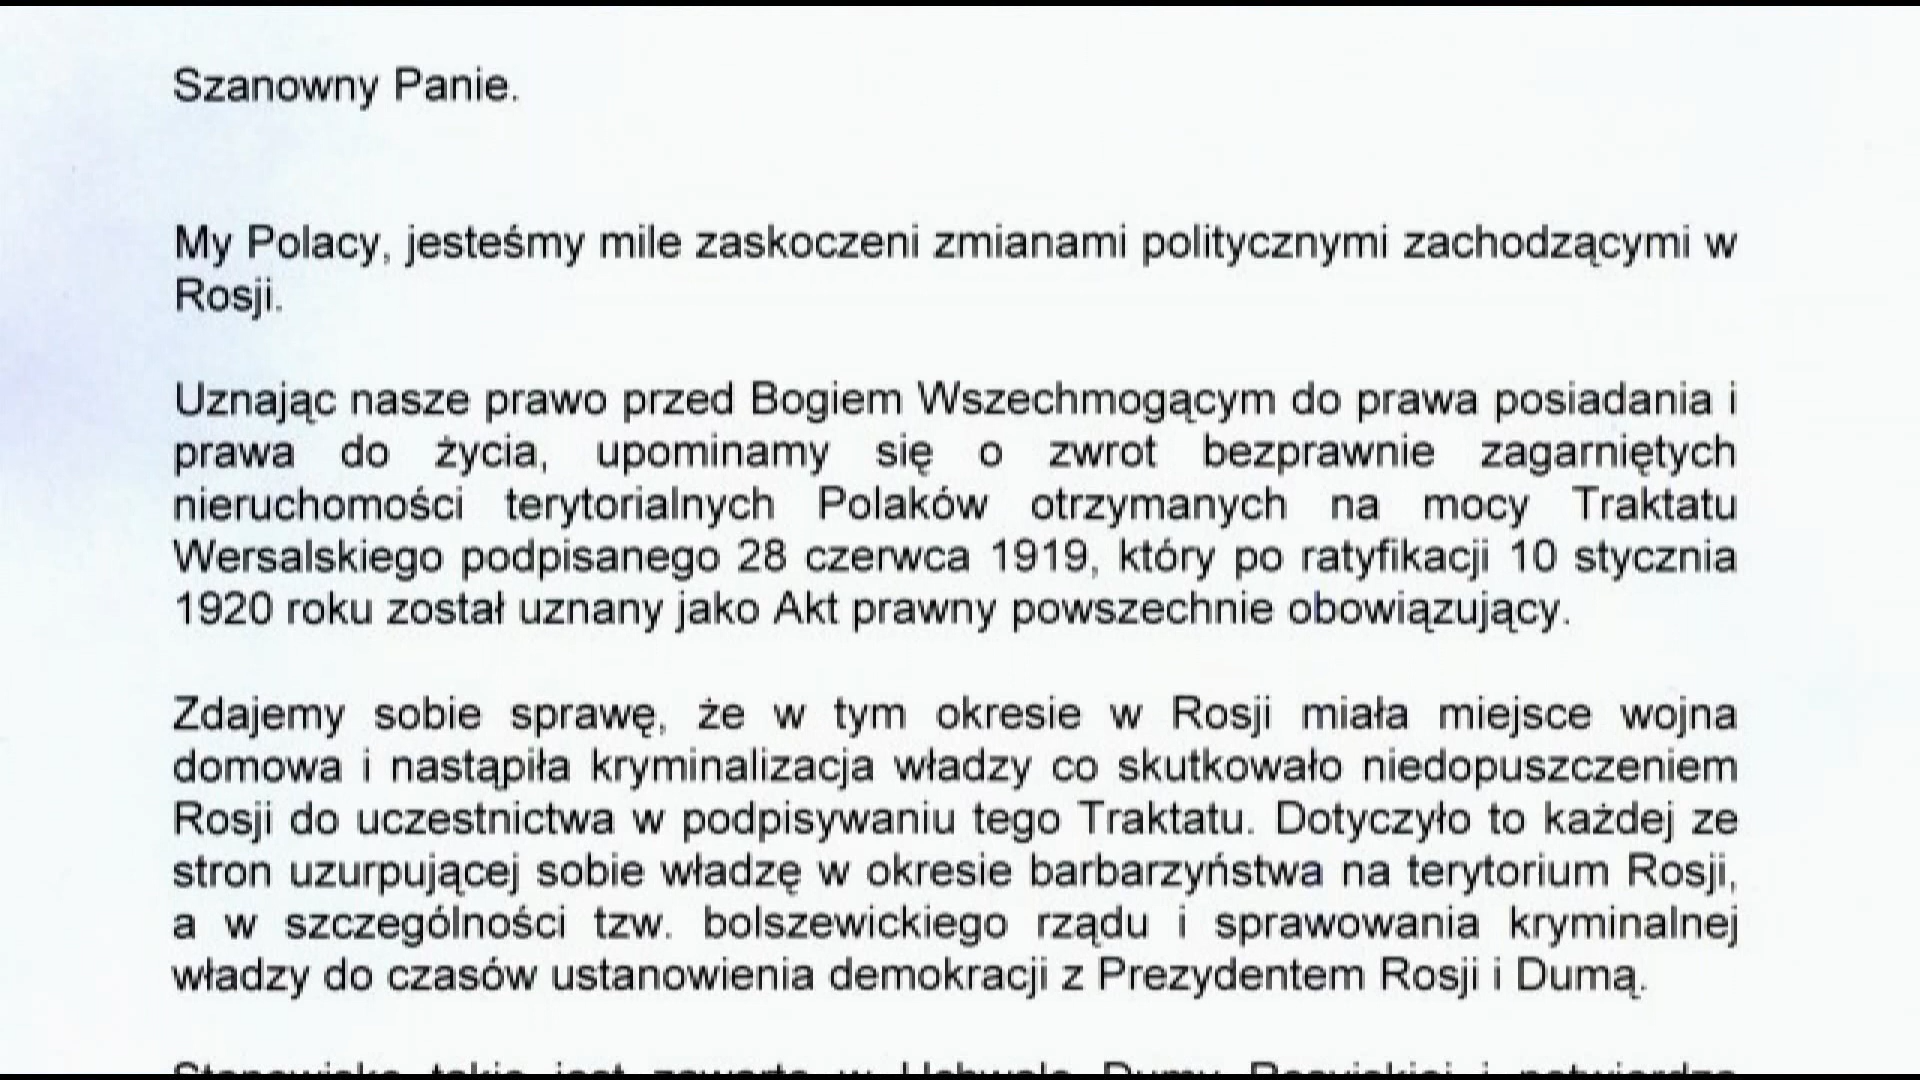 Szanowny Panie.
My Polacy, jesteśmy mile zaskoczeni zmianami politycznymi zachodzącymi w
Rosji.
Uznając nasze prawo przed Bogiem Wszechmogącym do prawa posiadania i
prawa do życia, upominamy się o zwrot bezprawnie zagarniętych
nieruchomości terytorialnych Polaków otrzymanych na mocy Traktatu
Wersalskiego podpisanego 28 czerwca 1919, który po ratyfikacji 10 stycznia
1920 roku został uznany jako Akt prawny powszechnie obowiązujący.
Zdajemy sobie sprawę, że w tym okresie w Rosji miała miejsce wojna
domowa i nastąpiła kryminalizacja władzy co skutkowało niedopuszczeniem
Rosji do uczestnictwa w podpisywaniu tego Traktatu. Dotyczyło to każdej ze
stron uzurpującej sobie władzę w okresie barbarzyństwa na terytorium Rosji,
a w szczególności tzw. bolszewickiego rządu i sprawowania kryminalnej
władzy do czasów ustanowienia demokracji z Prezydentem Rosji i Dumą.